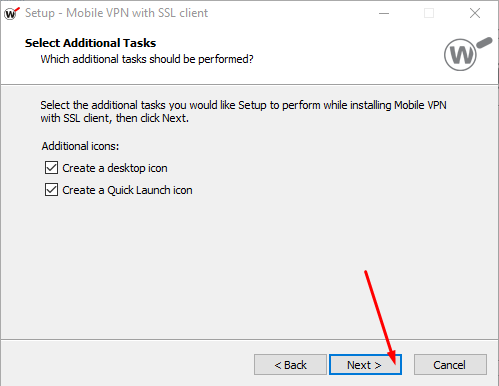 Setup - Mobile VPN with SSL client
Select Additional Tasks
Which additional tasks should be performed?
W
Select the additional tasks you would like Setup to perform while installing Mobile VPN
with SSL client, then click Next.
Additional icons:
Create a desktop icon
Create a Quick Launch icon
< Back
Next >
Cancel